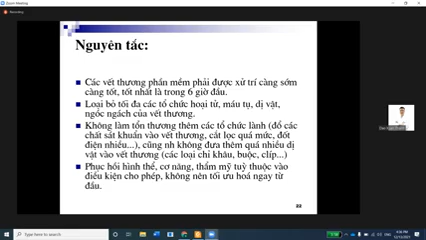 Zoom Meeting
Recording
Nguyên tắc:
Các vết thương phần mềm phải được xử trí càng sớm
càng tốt, tốt nhất là trong 6 giờ đầu.
Loại bỏ tối đa các tổ chức hoại tử, máu tụ, dị vật,
ngóc ngách của vết thương.
Không làm tổn thương thêm các tổ chức lành (đổ các
chất sát khuẩn vào vết thương, cắt lọc quá mức, đốt
điện nhiều...), cũng nh không đưa thêm quá nhiều dị
vật vào vết thương (các loại chỉ khâu, buộc, clíp...)
Phục hồi hình thể, cơ năng, thẩm mỹ tuỳ thuộc vào
điều kiện cho phép, không nên tối ưu hoá ngay từ
đầu.
22
Type here to search